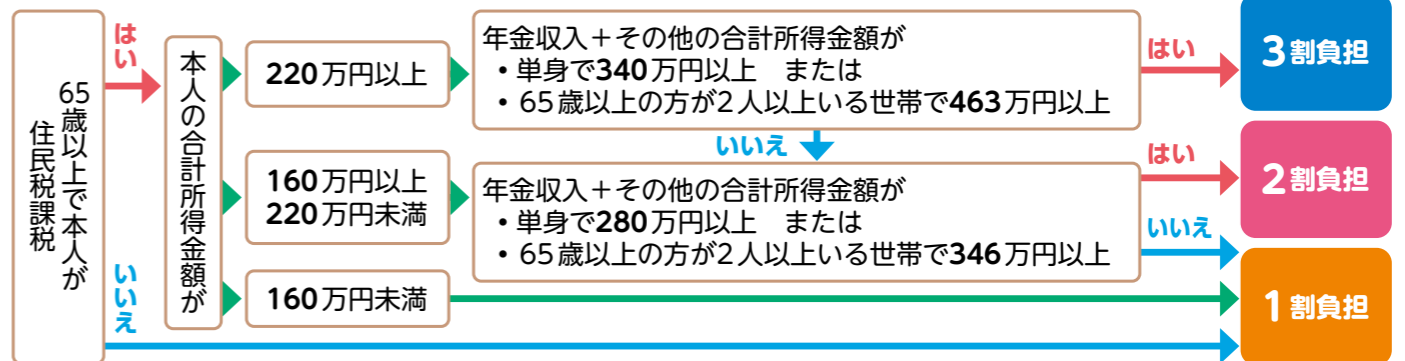 65歳以上で本人が
住民税課税
はい
いいえ
本人の合計所得金額が
220万円以上
年金収入+その他の合計所得金額が
・単身で340万円以上　または
・65歳以上の方が2人以上いる世帯で463万円以上
はい
3割負担
いいえ
160万円以上
220万円未満
年金収入+その他の合計所得金額が
・単身で280万円以上　または
・65歳以上の方が2人以上いる世帯で346万円以上
はい
2割負担
いいえ
160万円未満
1割負担